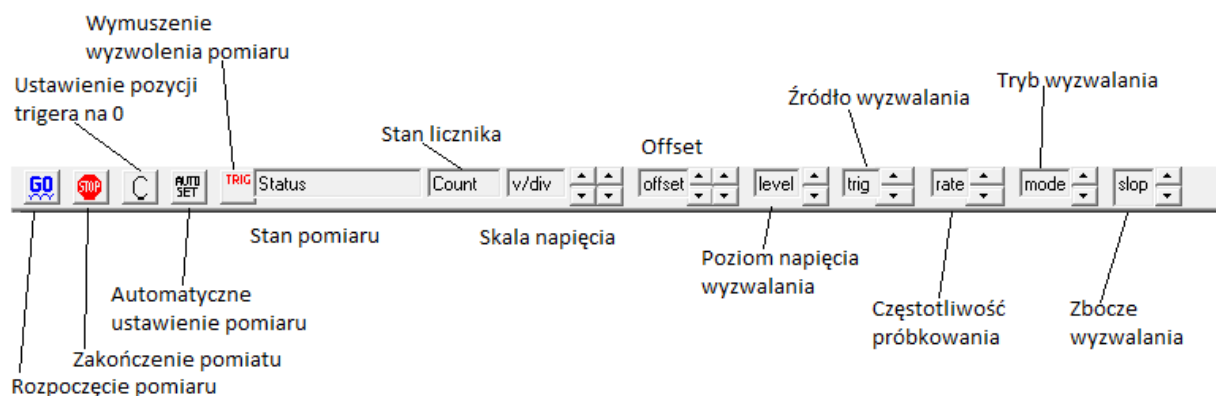 Wymuszenie
wyzwolenia pomiaru
Ustawienie pozycji
trigera na 0
Stan licznika
Offset
Źródło wyzwalania
Tryb wyzwalania
GO STOP C AUTO SET TRIG Status Count v/div offset level trig rate mode slop
Stan pomiaru
Skala napięcia
Poziom napięcia
wyzwalania
Automatyczne
ustawienie pomiaru
Częstotliwość
próbkowania
Zbocze
wyzwalania
Zakończenie pomiatu
Rozpoczęcie pomiaru